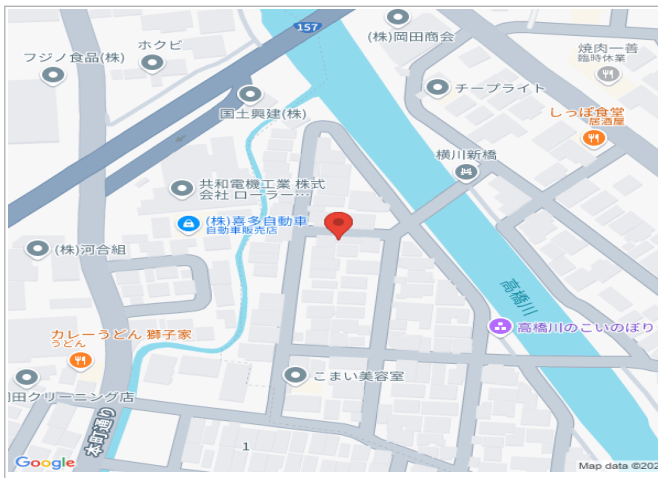 157
(株)岡田商会
ホクビ
フジノ食品(株)
焼肉一善
臨時休業
チープライト
国土興建(株)
しっぽ食堂
居酒屋
横川新橋
共和電機工業 株式
会社 ローラー…
(株)喜多自動車
自動車販売店
(株)河合組
高橋川
高橋川のこいのぼり
カレーうどん 獅子家
うどん
こまい美容室
田クリーニング店
本町通り
1
Google
Map data ©202